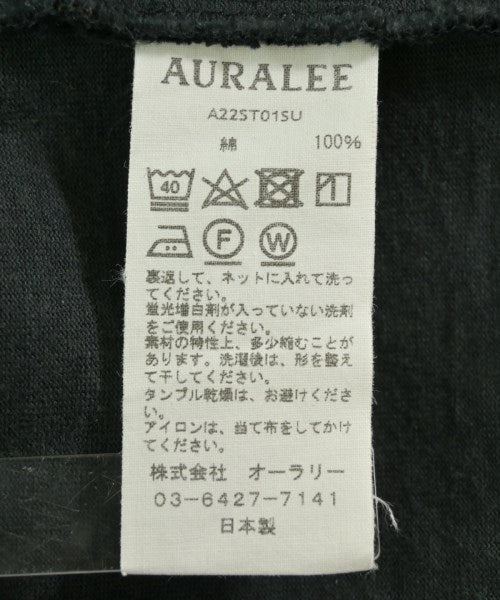 AURALEE
A22ST01SU
綿 100%
40
F W
裏返して、ネットに入れて洗っ
てください。
蛍光増白剤が入っていない洗剤
をご使用ください。
素材の特性上、多少縮むことが
あります。洗濯後は、形を整え
て干してください。
タンブル乾燥は、お避けくださ
い。
アイロンは、当て布をしてかけ
てください。
株式会社 オーラリー
03-6427-7141
日本製